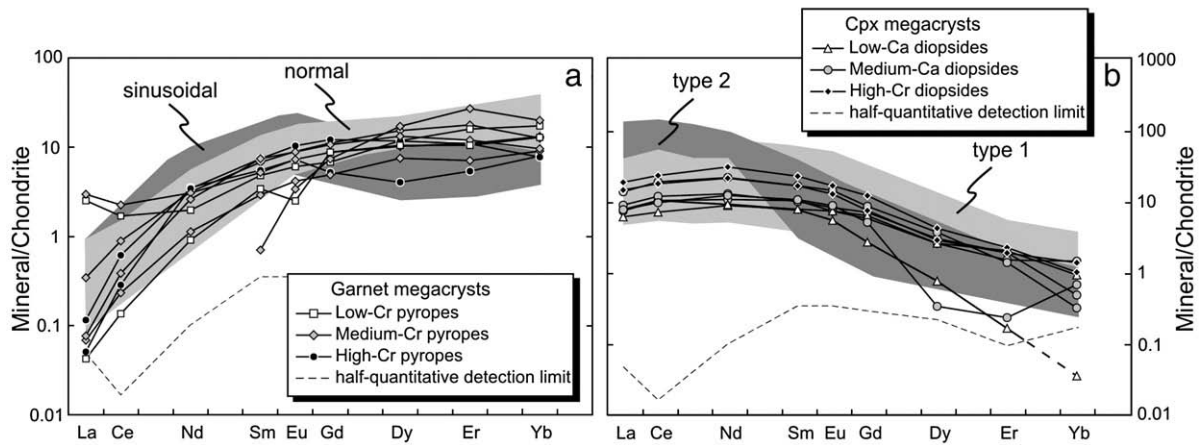 Mineral/Chondrite
100
10
1
0.1
0.01
a
sinusoidal
normal
Garnet megacrysts
Low-Cr pyropes
Medium-Cr pyropes
High-Cr pyropes
half-quantitative detection limit
La Ce Nd Sm Eu Gd Dy Er Yb
Cpx megacrysts
Low-Ca diopsides
Medium-Ca diopsides
High-Cr diopsides
half-quantitative detection limit
b
type 2
type 1
1000
100
10
1
0.1
0.01
Mineral/Chondrite
La Ce Nd Sm Eu Gd Dy Er Yb